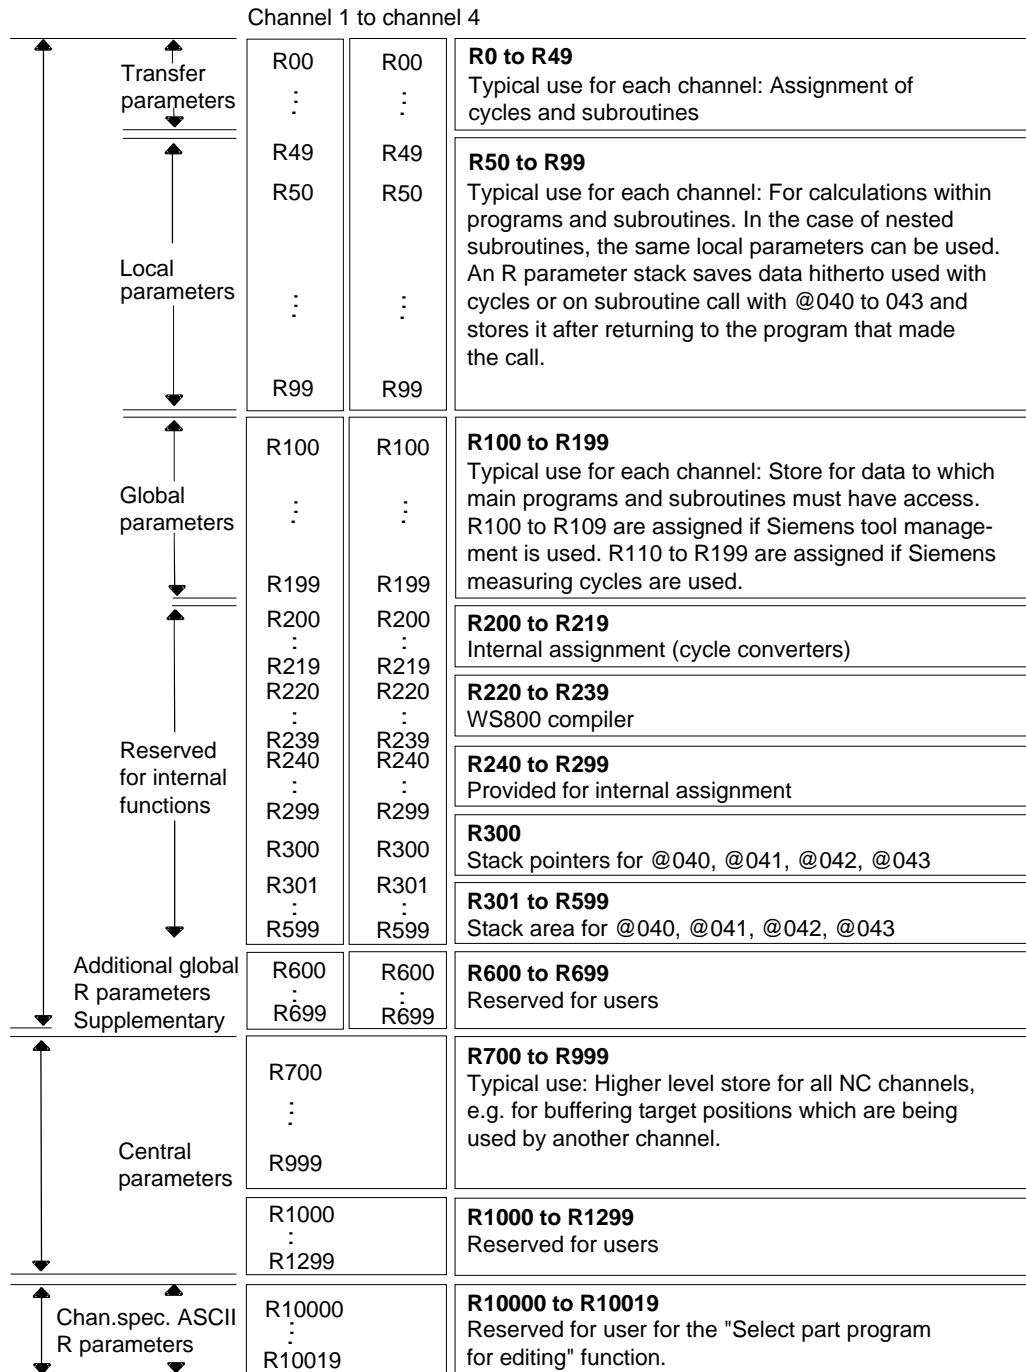 Channel 1 to channel 4
Transfer
parameters
R00 R00
⋮ ⋮
R0 to R49
Typical use for each channel: Assignment of
cycles and subroutines
R49 R49
R50 R50
Local
parameters
⋮ ⋮
R99 R99
R50 to R99
Typical use for each channel: For calculations within
programs and subroutines. In the case of nested
subroutines, the same local parameters can be used.
An R parameter stack saves data hitherto used with
cycles or on subroutine call with @040 to 043 and
stores it after returning to the program that made
the call.
Global
parameters
R100 R100
⋮ ⋮
R199 R199
R100 to R199
Typical use for each channel: Store for data to which
main programs and subroutines must have access.
R100 to R109 are assigned if Siemens tool manage-
ment is used. R110 to R199 are assigned if Siemens
measuring cycles are used.
Reserved
for internal
functions
R200 R200
⋮ ⋮
R219 R219
R200 to R219
Internal assignment (cycle converters)
R220 R220
⋮ ⋮
R239 R239
R220 to R239
WS800 compiler
R240 R240
⋮ ⋮
R299 R299
R240 to R299
Provided for internal assignment
R300 R300
R300
Stack pointers for @040, @041, @042, @043
R301 R301
⋮ ⋮
R599 R599
R301 to R599
Stack area for @040, @041, @042, @043
Additional global
R parameters
Supplementary
R600 R600
⋮ ⋮
R699 R699
R600 to R699
Reserved for users
Central
parameters
R700
⋮
R999
R700 to R999
Typical use: Higher level store for all NC channels,
e.g. for buffering target positions which are being
used by another channel.
R1000
⋮
R1299
R1000 to R1299
Reserved for users
Chan.spec. ASCII
R parameters
R10000
⋮
R10019
R10000 to R10019
Reserved for user for the "Select part program
for editing" function.